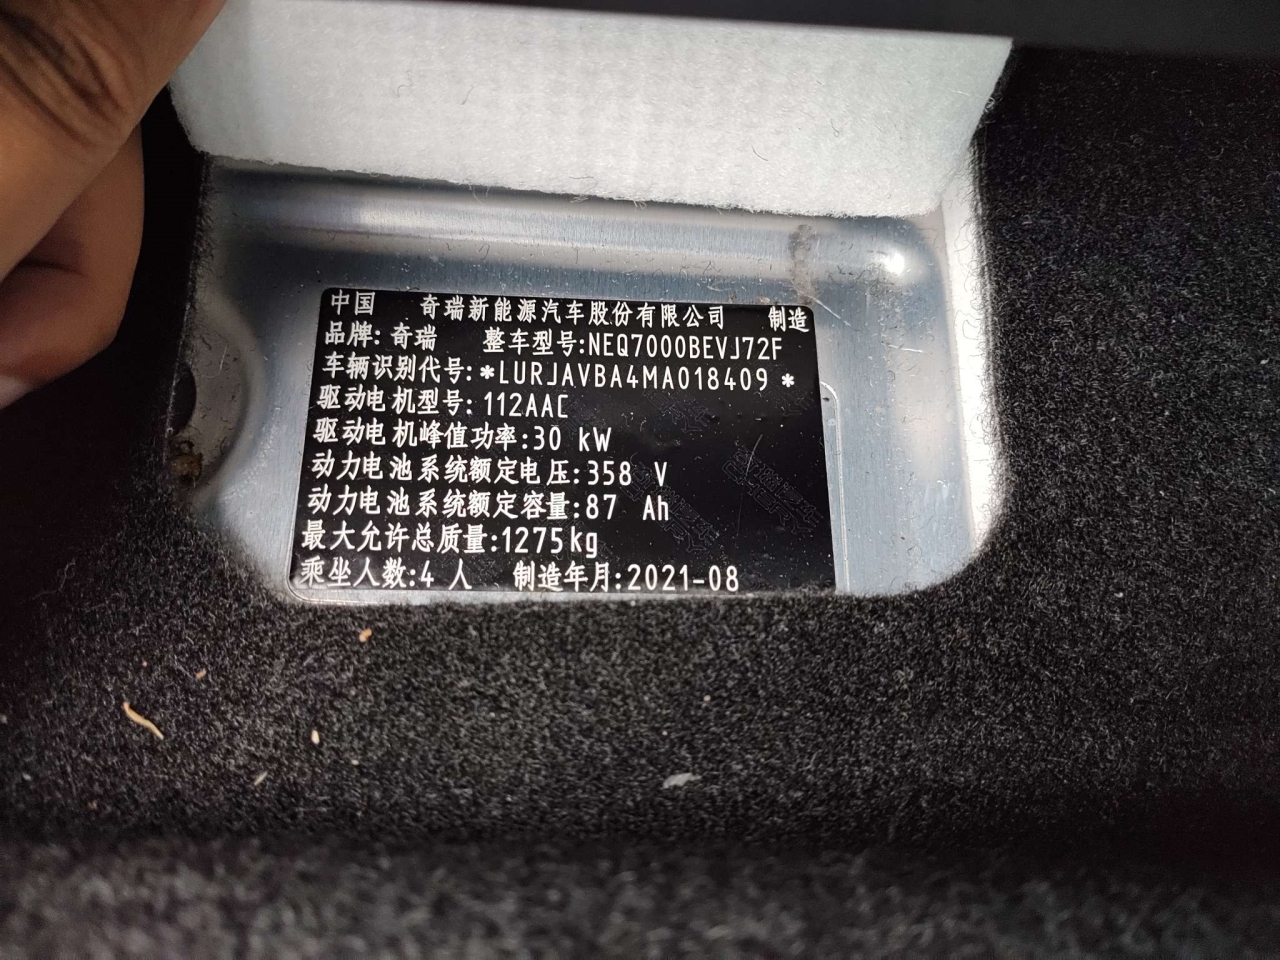 中国 奇瑞新能源汽车股份有限公司 制造
品牌: 奇瑞 整车型号:NEQ7000BEVJ72F
车辆识别代号:*LURJAVBA4MA018409*
驱动电机型号: 112AAC
驱动电机峰值功率:30 kW
动力电池系统额定电压:358 V
动力电池系统额定容量:87 Ah
最大允许总质量:1275kg
乘坐人数:4 人 制造年月:2021-08